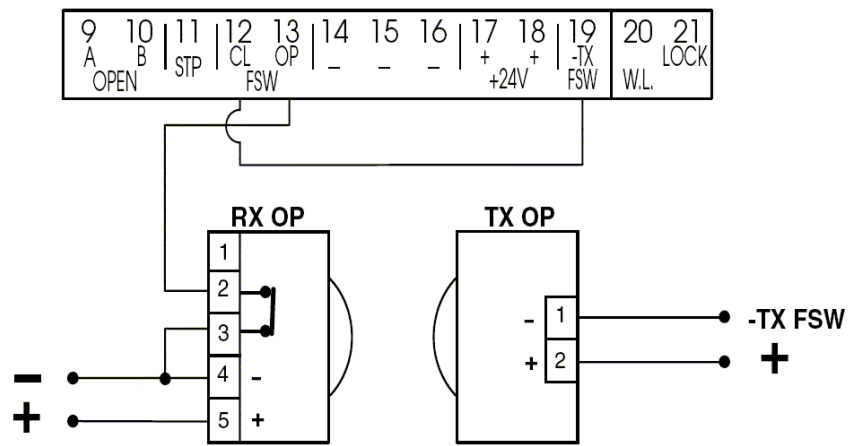 9 10 11 12 13 14 15 16 17 18 19 20 21
A B STP CL OP − − − + + -TX LOCK
OPEN FSW +24V FSW W.L.
RX OP TX OP
1
2
3
4 -
5 +
- 1
+ 2
-TX FSW
+
-
+